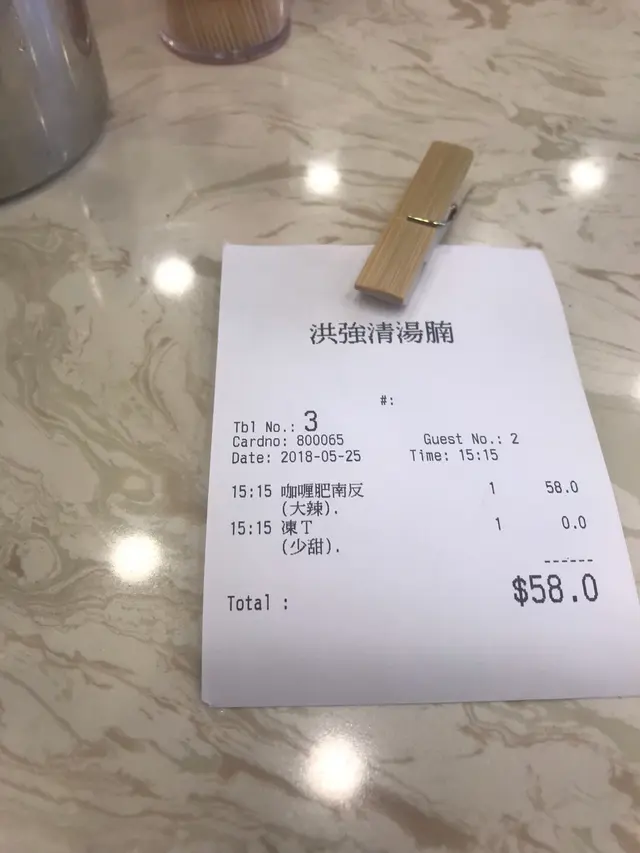 洪強清湯腩
#:
Tbl No.: 3
Cardno: 800065 Guest No.: 2
Date: 2018-05-25 Time: 15:15
15:15 咖喱肥南反 1 58.0
(大辣).
15:15 凍T 1 0.0
(少甜).
------
Total : $58.0